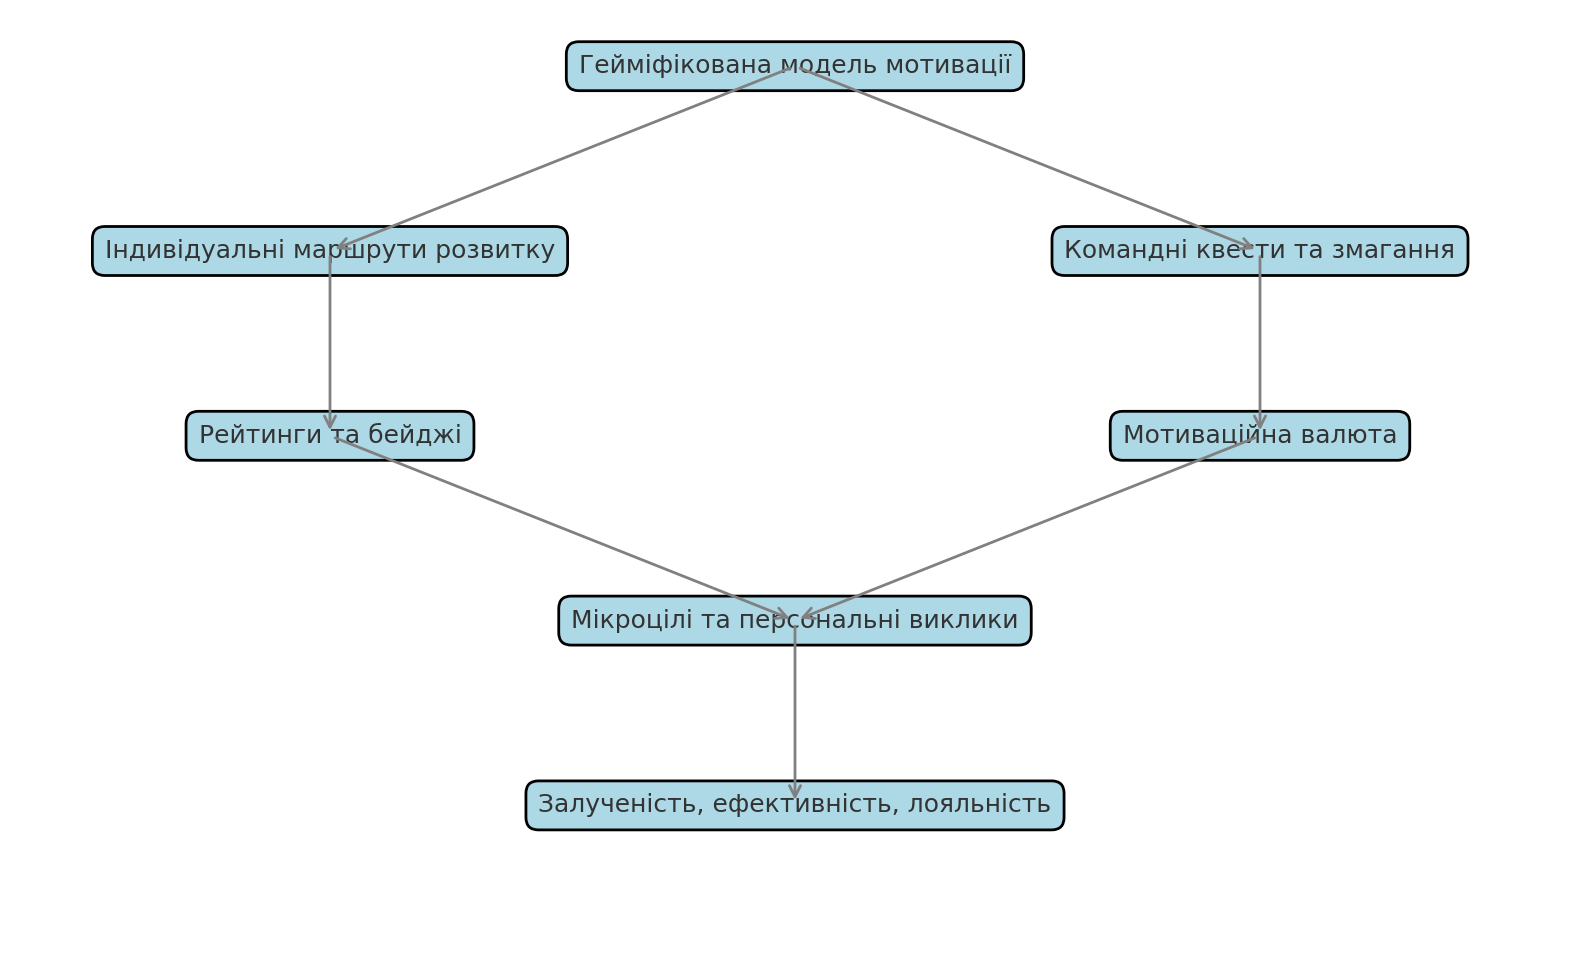 Гейміфікована модель мотивації
Індивідуальні маршрути розвитку
Командні квести та змагання
Рейтинги та бейджі
Мотиваційна валюта
Мікроцілі та персональні виклики
Залученість, ефективність, лояльність